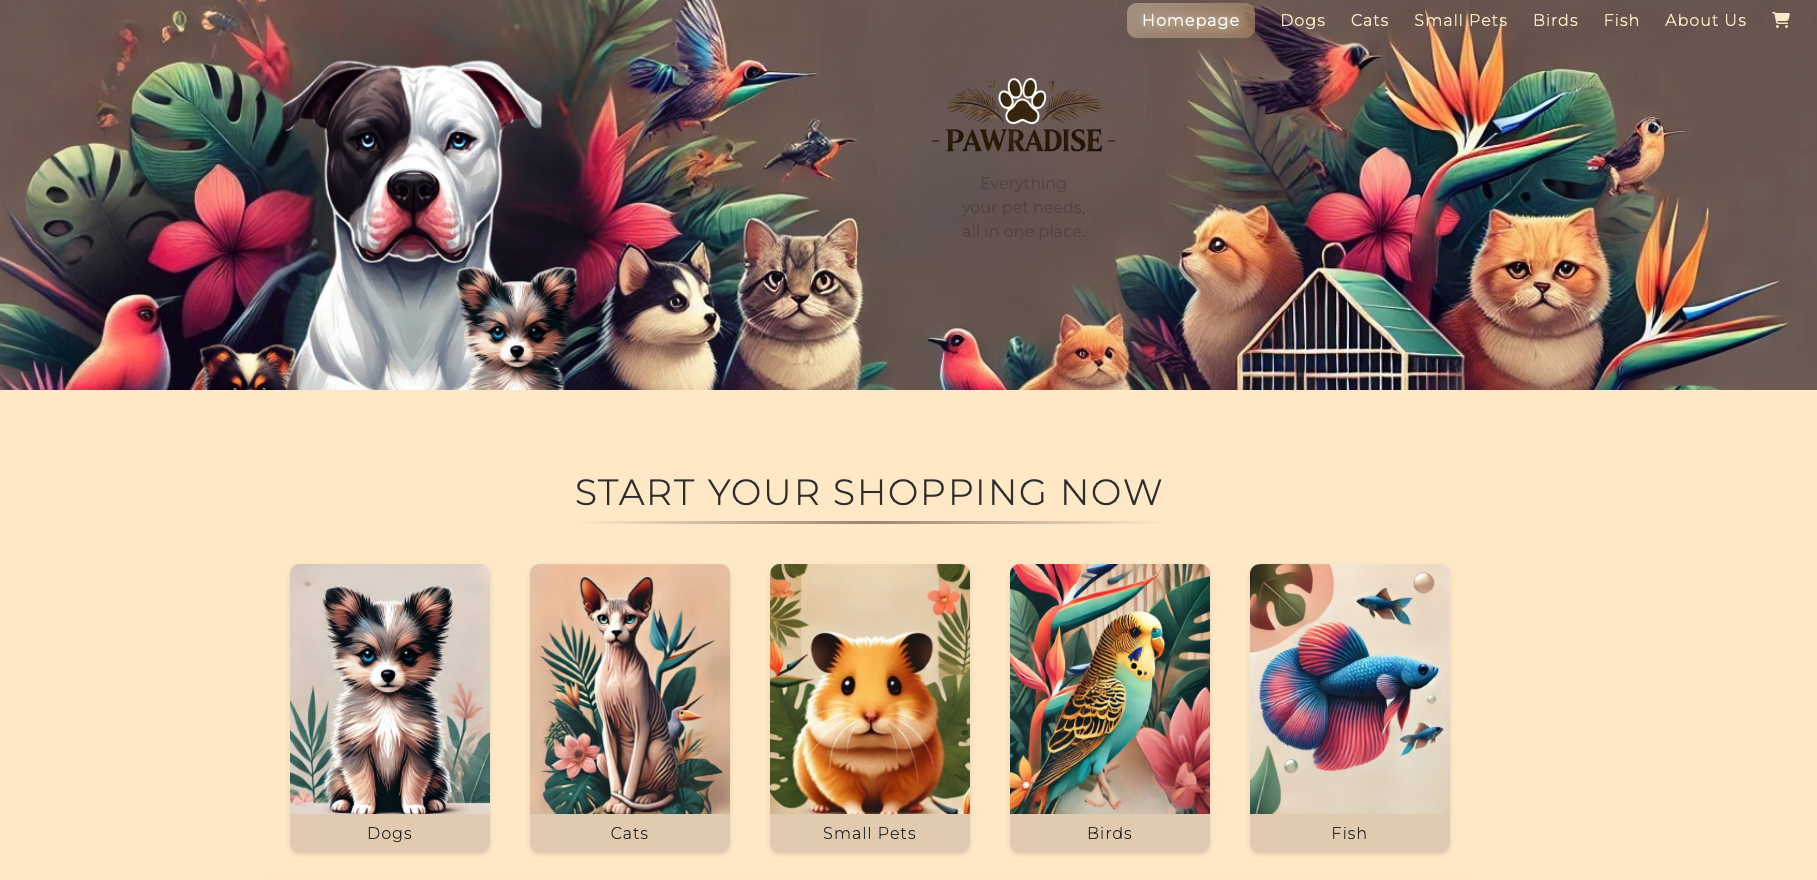 Homepage Dogs Cats Small Pets Birds Fish About Us
- PAWRADISE -
Everything
your pet needs,
all in one place.
START YOUR SHOPPING NOW
Dogs
Cats
Small Pets
Birds
Fish